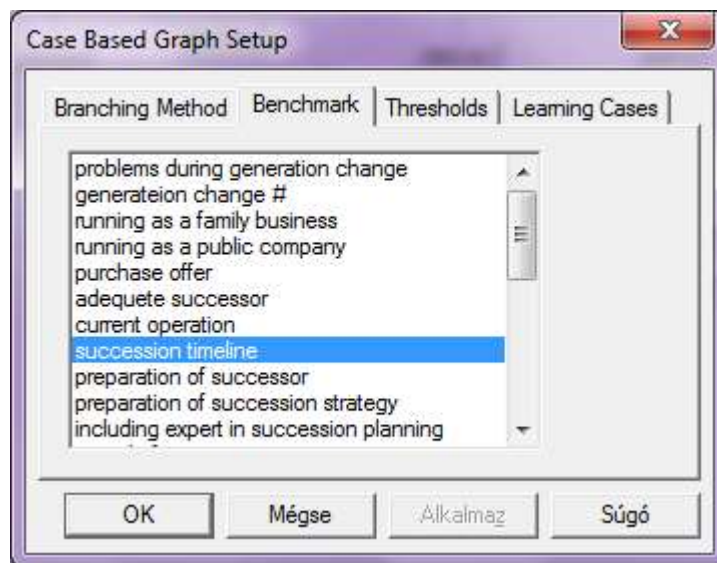 Case Based Graph Setup
Branching Method Benchmark Thresholds Learning Cases
problems during generation change
generateion change #
running as a family business
running as a public company
purchase offer
adequete successor
current operation
succession timeline
preparation of successor
preparation of succession strategy
including expert in succession planning
OK Mégse Alkalmaz Súgó